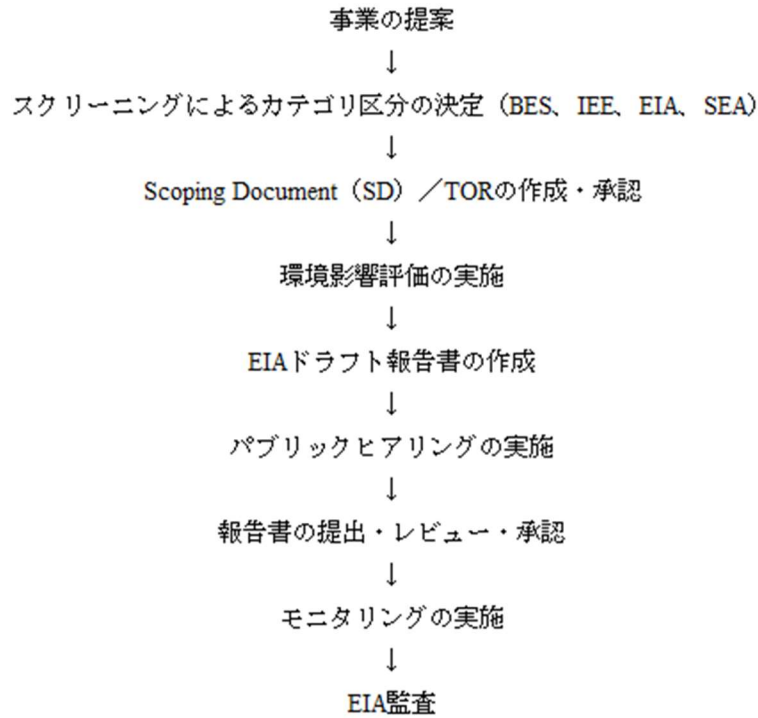 事業の提案
↓
スクリーニングによるカテゴリ区分の決定（BES、IEE、EIA、SEA）
↓
Scoping Document（SD）／TORの作成・承認
↓
環境影響評価の実施
↓
EIAドラフト報告書の作成
↓
パブリックヒアリングの実施
↓
報告書の提出・レビュー・承認
↓
モニタリングの実施
↓
EIA監査